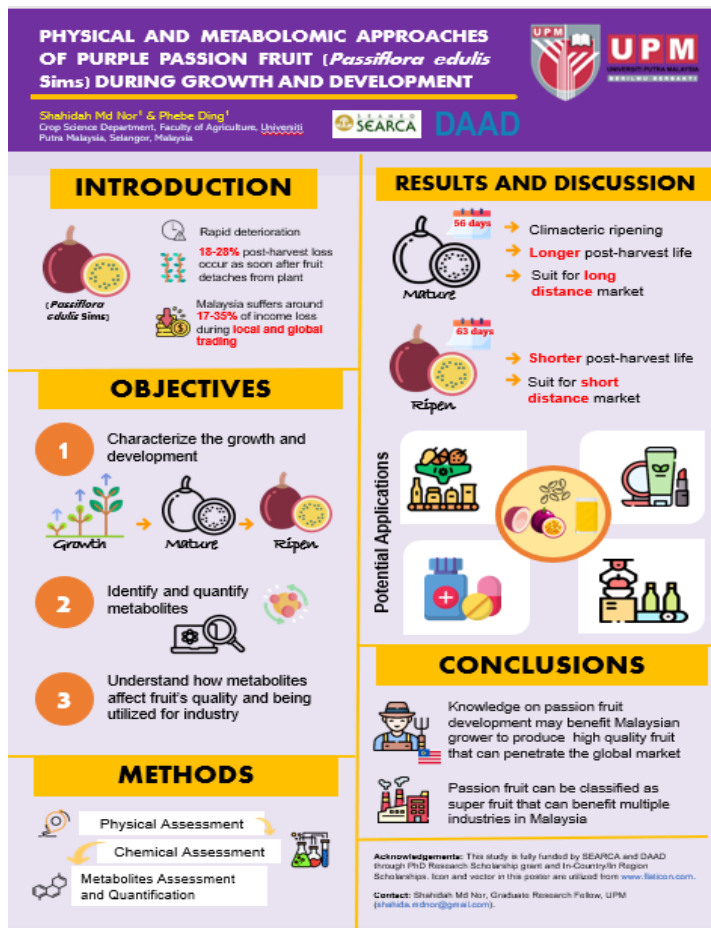 PHYSICAL AND METABOLOMIC APPROACHES
OF PURPLE PASSION FRUIT (Passiflora edulis
Sims) DURING GROWTH AND DEVELOPMENT
Shahidah Md Nor¹ & Phebe Ding¹
Crop Science Department, Faculty of Agriculture, Universiti
Putra Malaysia, Selangor, Malaysia
SEAMEO
SEARCA
DAAD
UPM
UPM
UNIVERSITI PUTRA MALAYSIA
BERILMU BERBAKTI
INTRODUCTION
(Passiflora
edulis Sims)
Rapid deterioration
18-28% post-harvest loss
occur as soon after fruit
detaches from plant
Malaysia suffers around
17-35% of income loss
during local and global
trading
OBJECTIVES
1
Characterize the growth and
development
Growth
Mature
Ripen
2
Identify and quantify
metabolites
3
Understand how metabolites
affect fruit's quality and being
utilized for industry
METHODS
Physical Assessment
Chemical Assessment
Metabolites Assessment
and Quantification
RESULTS AND DISCUSSION
56 days
Mature
Climacteric ripening
Longer post-harvest life
Suit for long
distance market
63 days
Ripen
Shorter post-harvest life
Suit for short
distance market
Potential Applications
CONCLUSIONS
Knowledge on passion fruit
development may benefit Malaysian
grower to produce high quality fruit
that can penetrate the global market
Passion fruit can be classified as
super fruit that can benefit multiple
industries in Malaysia
Acknowledgements: This study is fully funded by SEARCA and DAAD
through PhD Research Scholarship grant and In-Country/In Region
Scholarships. Icon and vector in this poster are utilized from www.flaticon.com.
Contact: Shahidah Md Nor, Graduate Research Fellow, UPM
(shahida.mdnor@gmail.com).